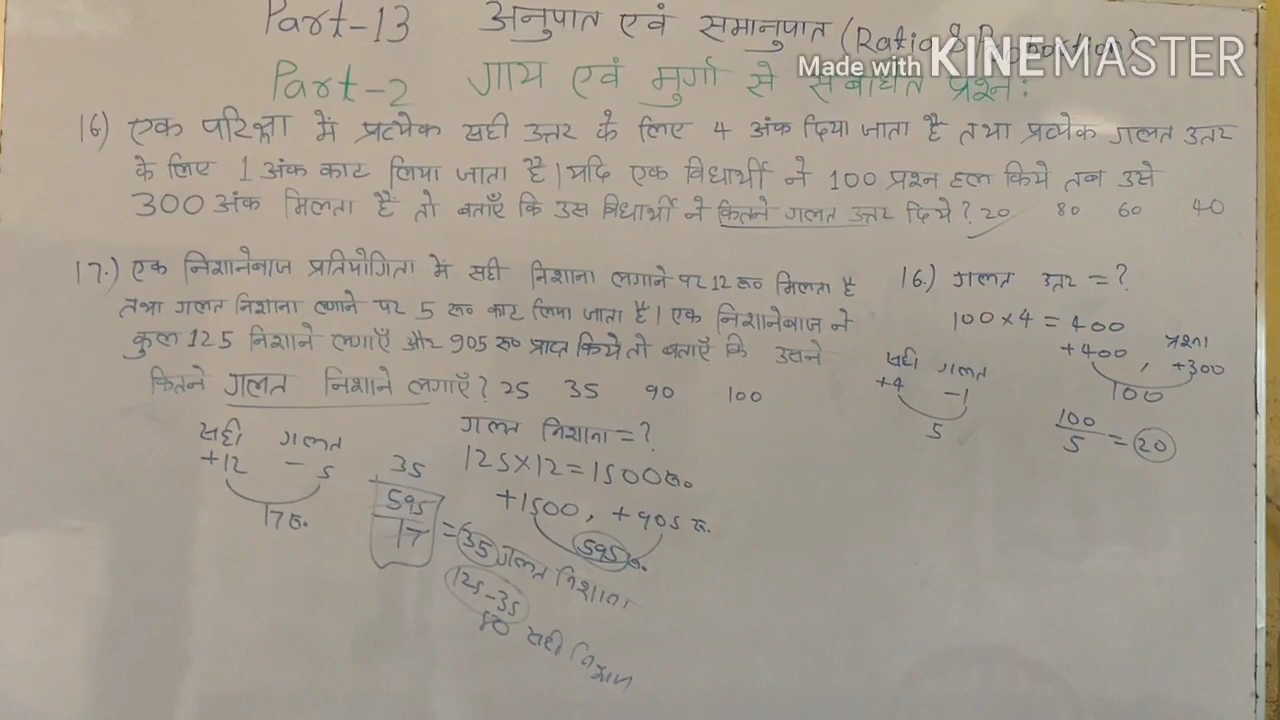 Part-13 अनुपात एवं समानुपात (Ratio &
Made with KINEMASTER
Part-2 गाय एवं मुर्गा से संबंधित प्रश्न:
16) एक परिक्षा में प्रत्येक सही उत्तर के लिए 4 अंक दिया जाता है तथा प्रत्येक गलत उत्तर
के लिए 1 अंक काट लिया जाता है। यदि एक विधार्थी ने 100 प्रश्न हल किये तब उसे
300 अंक मिलता है तो बताएँ कि उस विधार्थी ने कितने गलत उत्तर दिये? 20 80 60 40
17.) एक निशानेबाज प्रतियोगिता में सही निशाना लगाने पर 12 रू० मिलता है
तथा गलत निशाना लगाने पर 5 रू० काट लिया जाता है। एक निशानेबाज ने
कुल 125 निशाने लगाएँ और 905 रू० प्राप्त किये तो बताएँ कि उसने
कितने गलत निशाने लगाएँ? 25 35 90 100
सही गलत
+12 -5
17रु.
गलत निशान = ?
125×12=1500रू०
+1500, +905 रू.
595रू.
35
595
17
=35 गलत निशाना
125-35
सही निशान
16.) गलत उत्तर = ?
100×4=400
+400, +300
100
सही गलत
+4 -1
5
100
5
=20